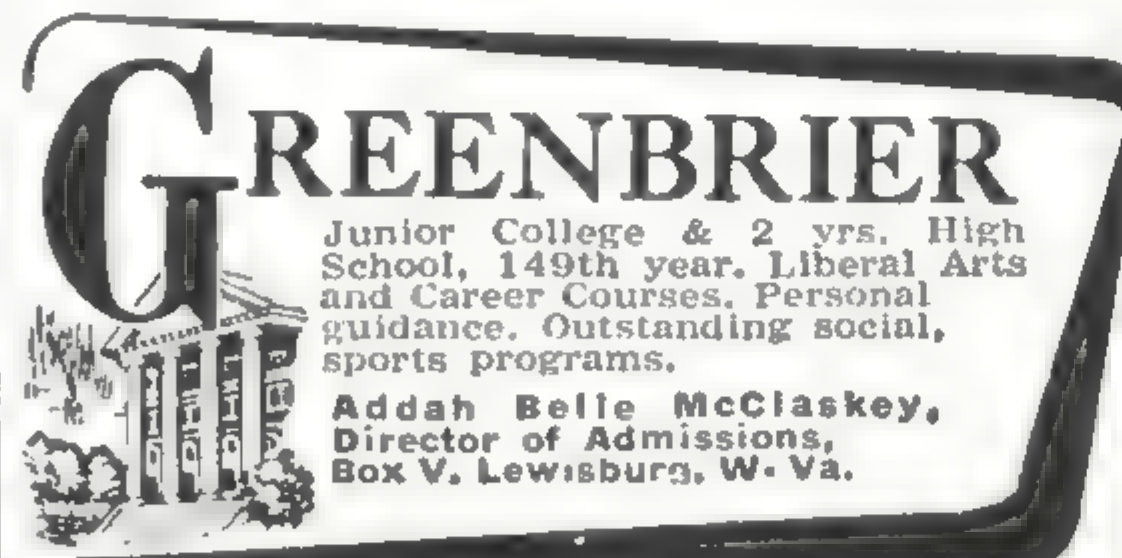 GREENBRIER
Junior College & 2 yrs. High
School, 149th year. Liberal Arts
and Career Courses. Personal
guidance. Outstanding social,
sports programs.
Addah Belle McClaskey,
Director of Admissions,
Box V, Lewisburg, W. Va.